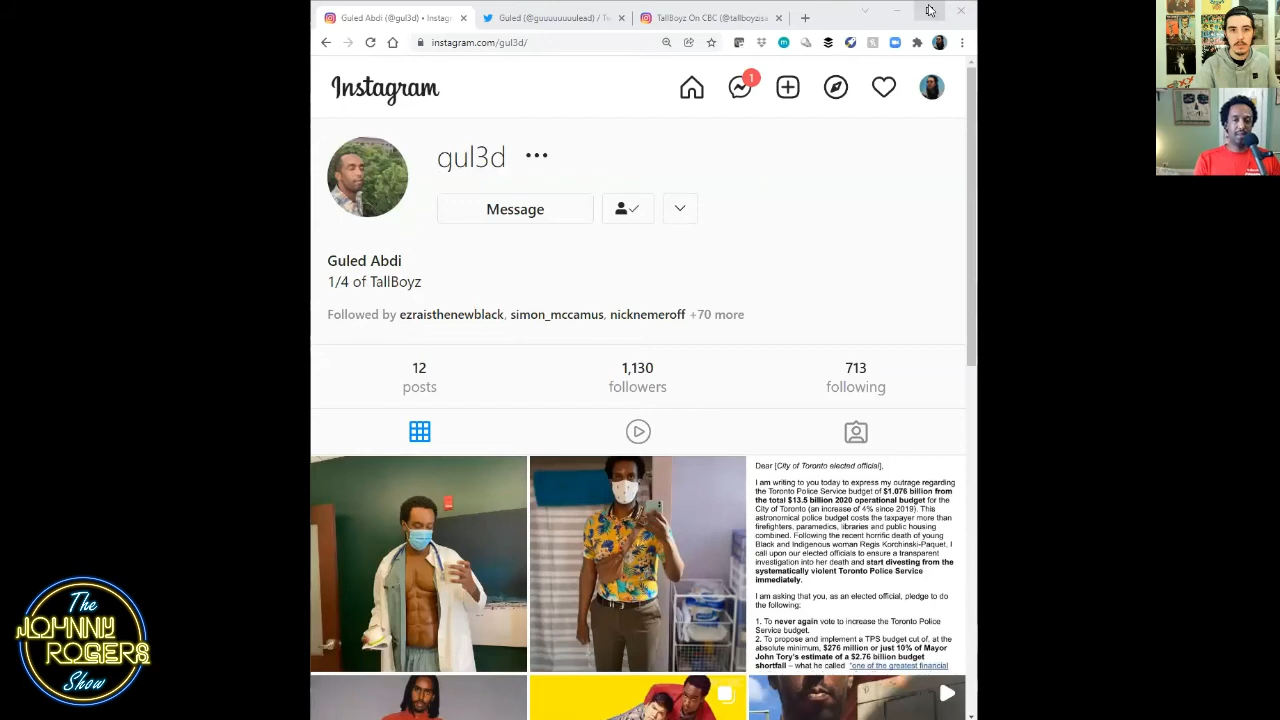 Guled Abdi (@gul3d) • Instagr
Guled (@guuuuuuuulead) / Tw
TallBoyz On CBC (@tallboyzisa
instagram.com/gul3d/
Instagram
1
gul3d
Message
Guled Abdi
1/4 of TallBoyz
Followed by ezraisthenewblack, simon_mccamus, nicknemeroff +70 more
12
posts
1,130
followers
713
following
Dear [City of Toronto elected official],
I am writing to you today to express my outrage regarding
the Toronto Police Service budget of $1.076 billion from
the total $13.5 billion 2020 operational budget for the
City of Toronto (an increase of 4% since 2019). This
astronomical police budget costs the taxpayer more than
firefighters, paramedics, libraries and public housing
combined. Following the recent horrific death of young
Black and Indigenous woman Regis Korchinski-Paquet, I
call upon our elected officials to ensure a transparent
investigation into her death and start divesting from the
systematically violent Toronto Police Service
immediately.
I am asking that you, as an elected official, pledge to do
the following:
1. To never again vote to increase the Toronto Police
Service budget.
2. To propose and implement a TPS budget cut of, at the
absolute minimum, $276 million or just 10% of Mayor
John Tory's estimate of a $2.76 billion budget
shortfall – what he called "one of the greatest financial
The
JOHNNY
ROGERS
Show